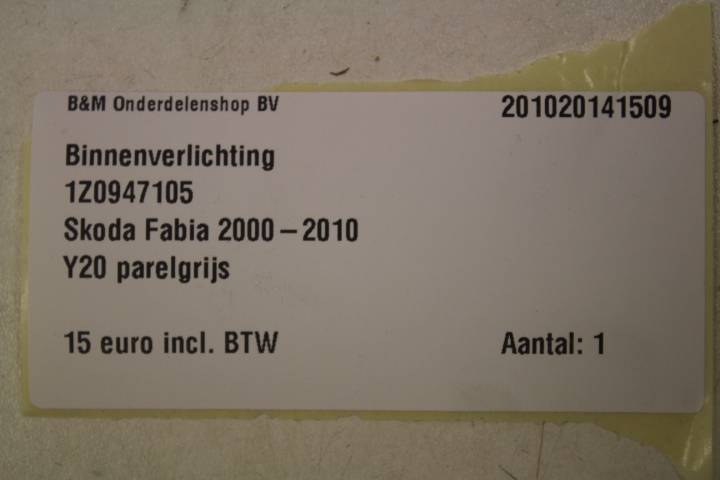 B&M Onderdelenshop BV 201020141509
Binnenverlichting
1Z0947105
Skoda Fabia 2000 – 2010
Y20 parelgrijs
15 euro incl. BTW Aantal: 1